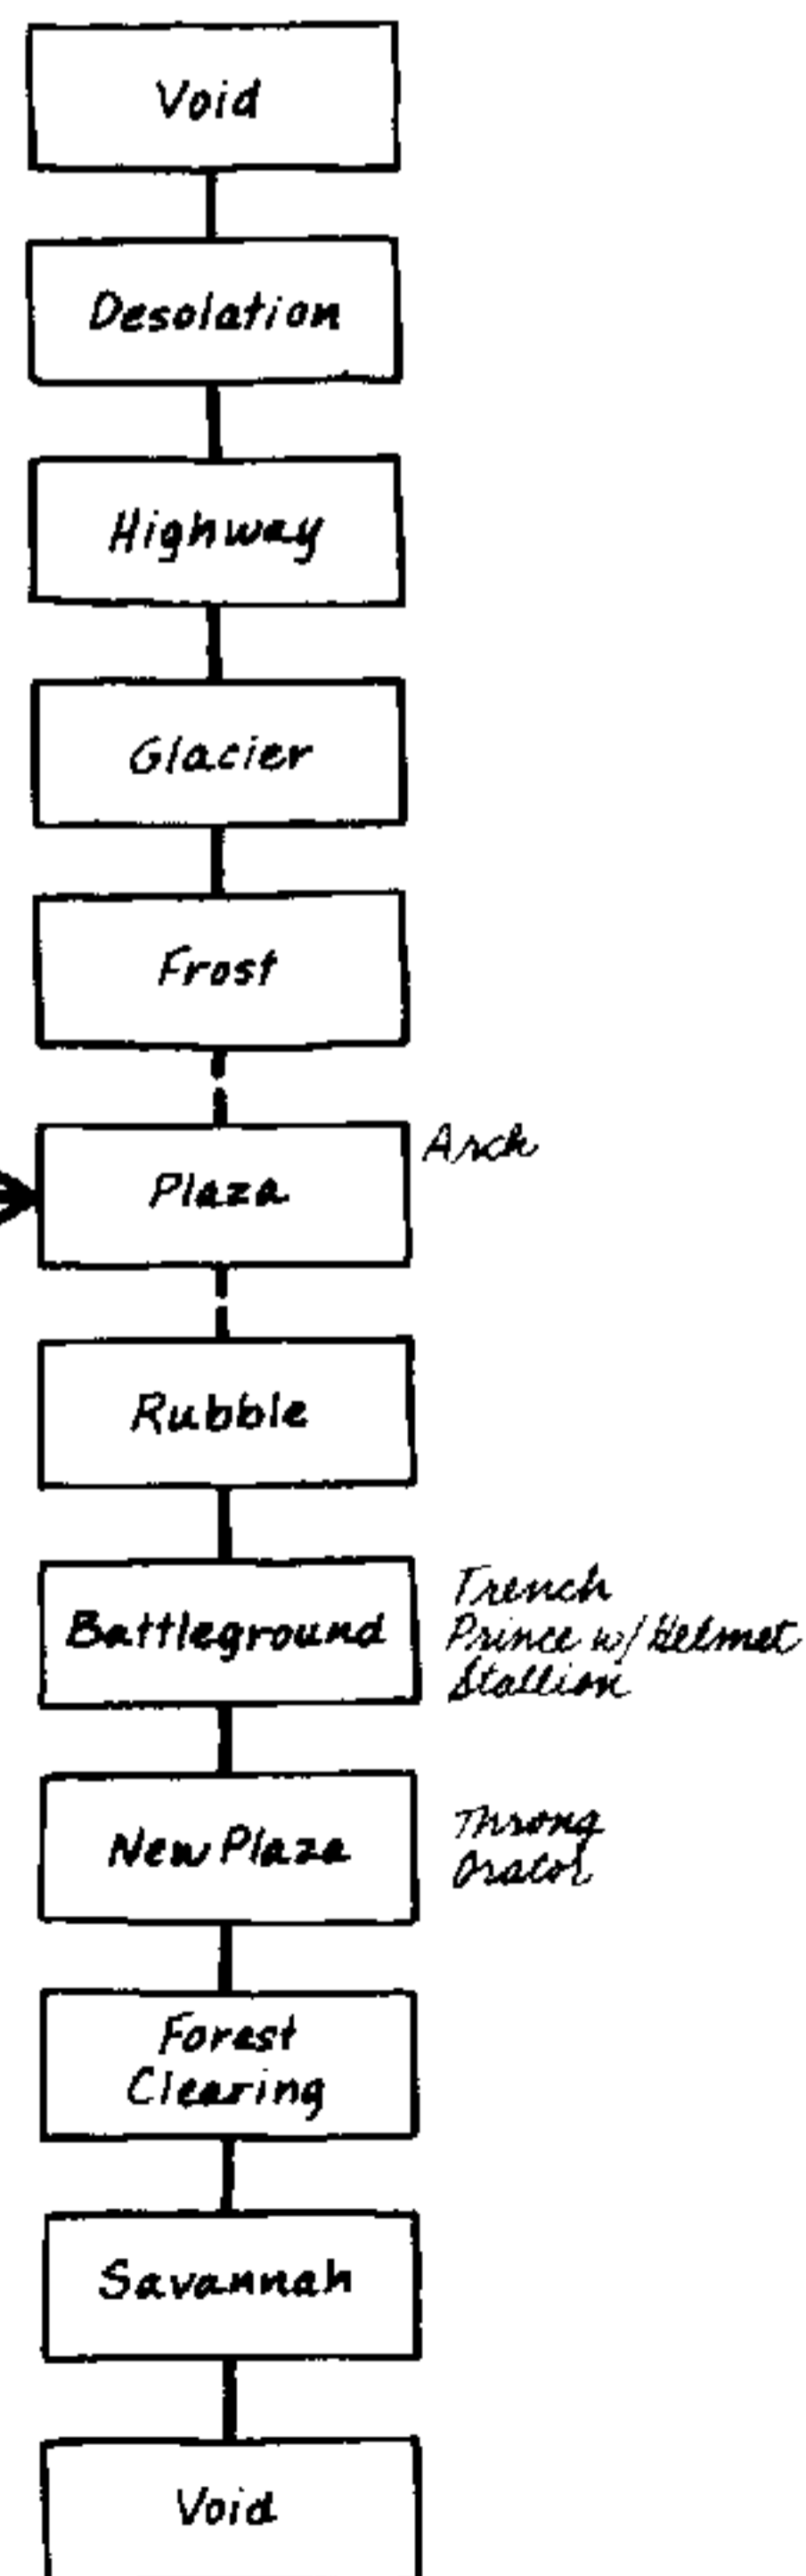 Void
Desolation
Highway
Glacier
Frost
Plaza
Arch
Rubble
Battleground
Trench
Prince w/ Helmet
Stallion
New Plaza
Throng
Orator
Forest
Clearing
Savannah
Void